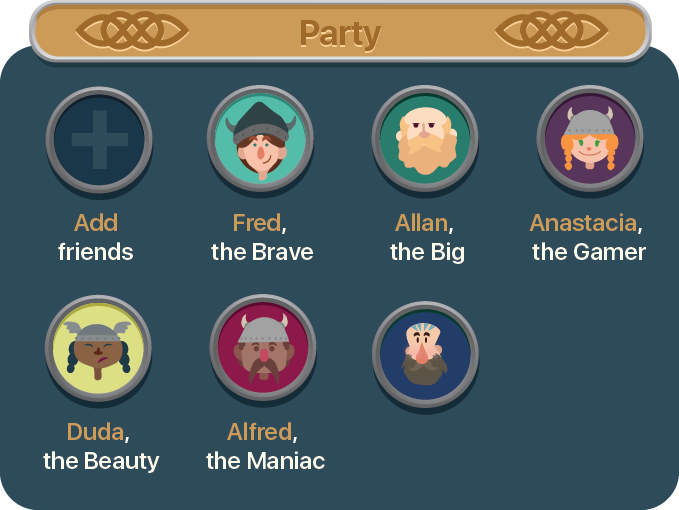 Party
Add
friends
Fred,
the Brave
Allan,
the Big
Anastacia,
the Gamer
Duda,
the Beauty
Alfred,
the Maniac